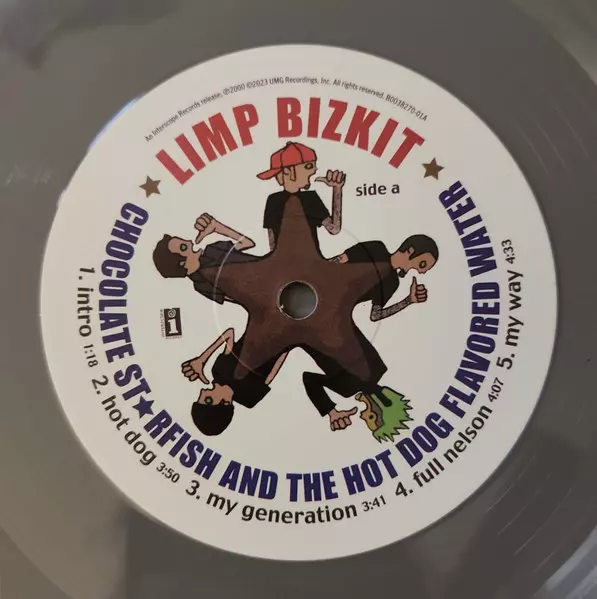 An Interscope Records release, ℗2000 ©2023 UMG Recordings, Inc. All rights reserved. B0038270-01A
LIMP BIZKIT
side a
CHOCOLATE ST★RFISH AND THE HOT DOG FLAVORED WATER
1. intro 1:18 2. hot dog 3:50 3. my generation 3:41 4. full nelson 4:07 5. my way 4:33